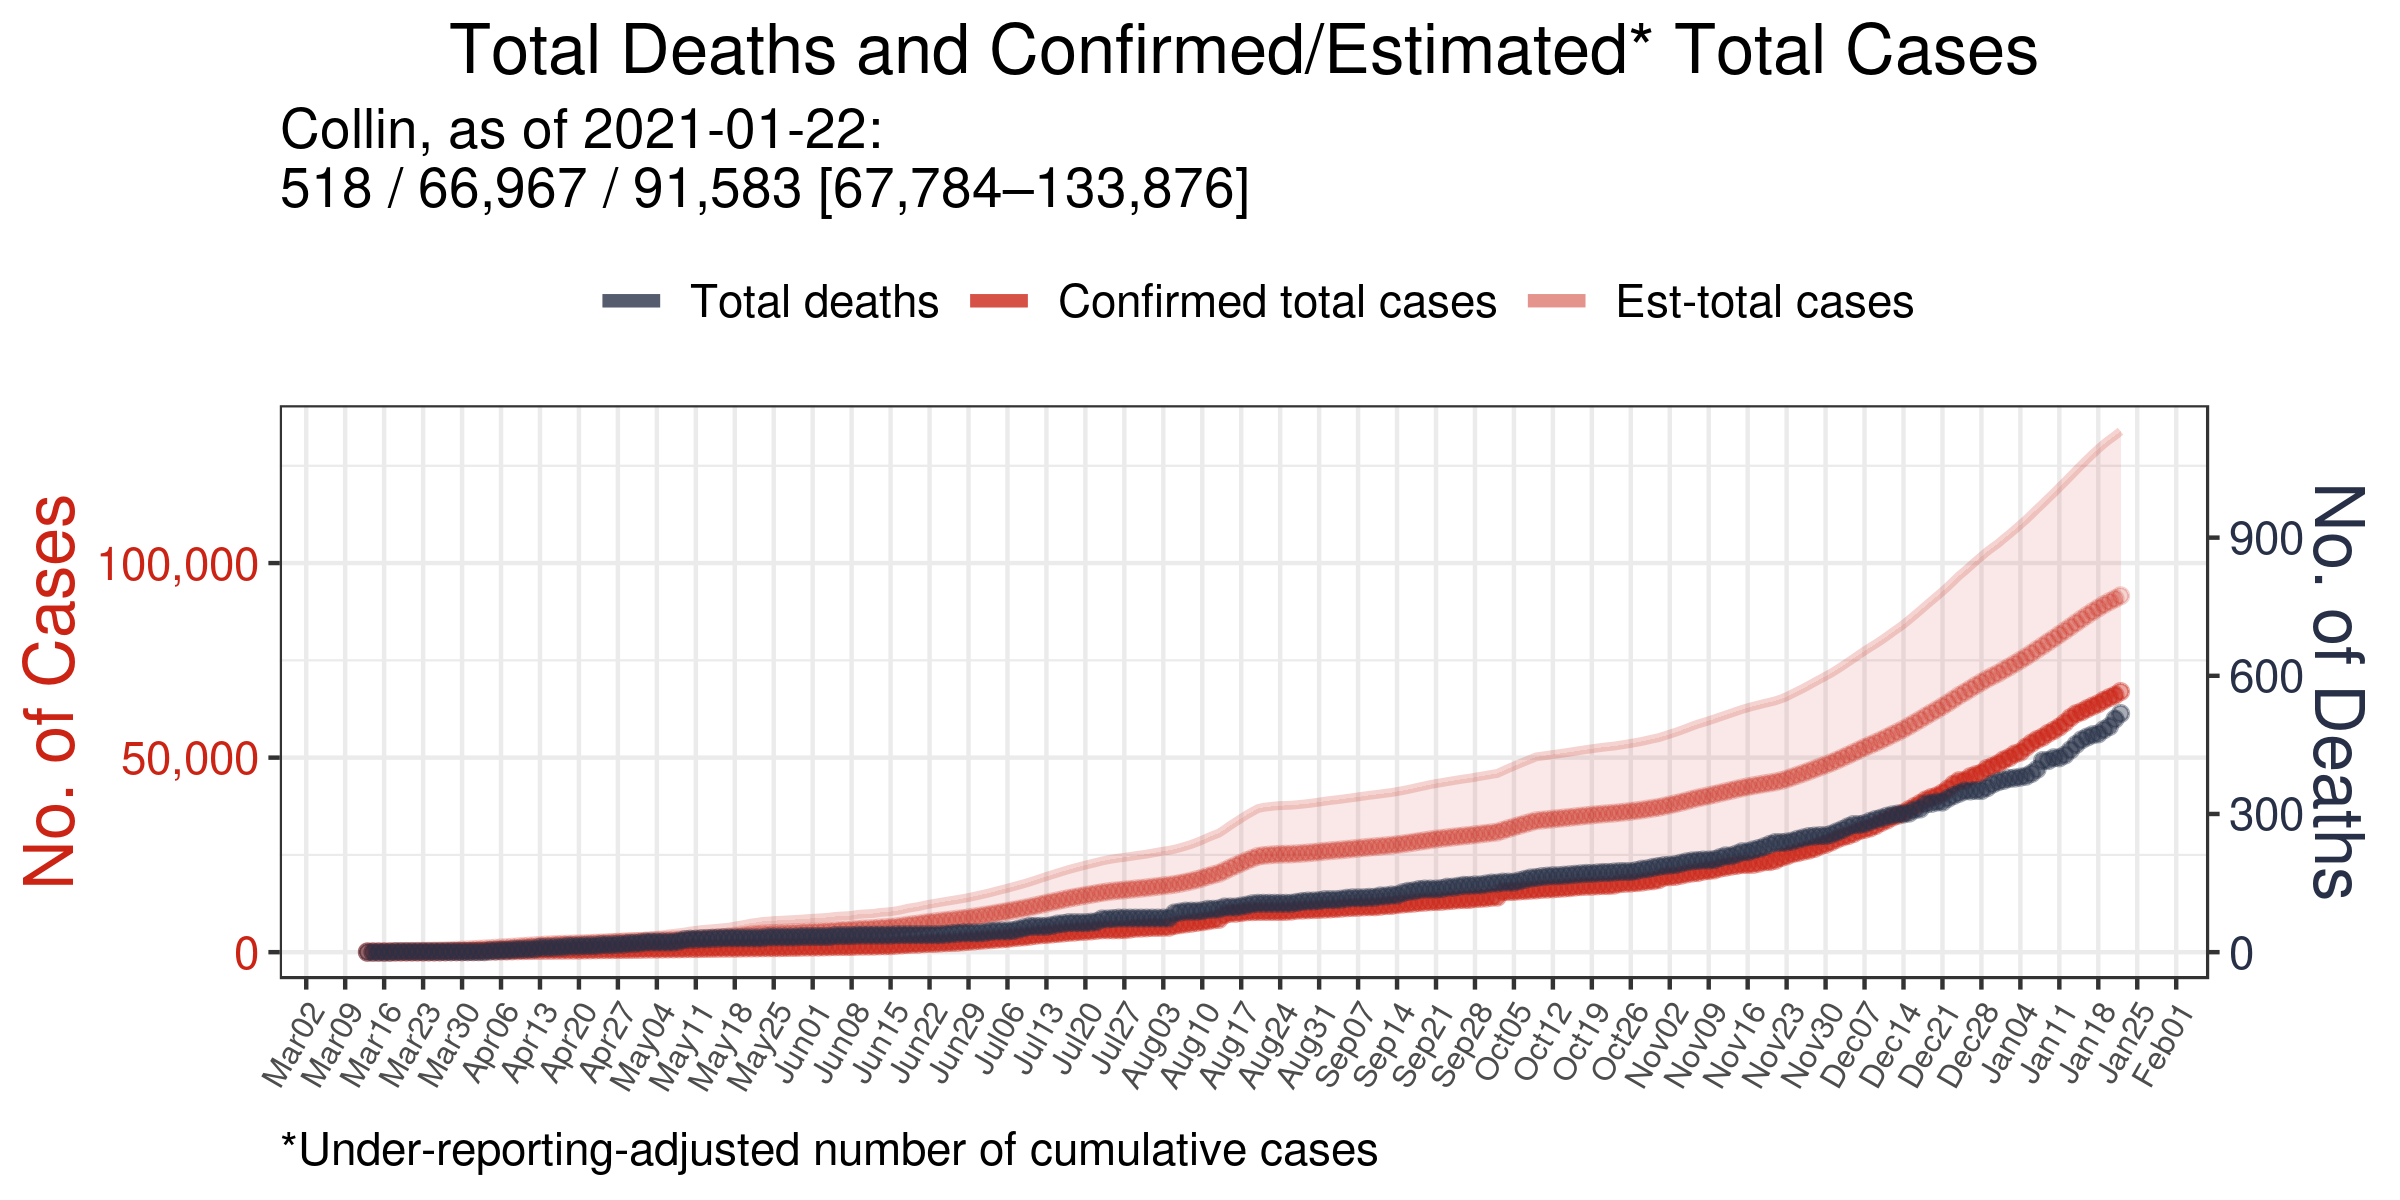 Total Deaths and Confirmed/Estimated* Total Cases
Collin, as of 2021-01-22:
518 / 66,967 / 91,583 [67,784–133,876]
Total deaths
Confirmed total cases
Est-total cases
No. of Cases
100,000
50,000
0
900
600
300
0
No. of Deaths
Mar02
Mar09
Mar16
Mar23
Mar30
Apr06
Apr13
Apr20
Apr27
May04
May11
May18
May25
Jun01
Jun08
Jun15
Jun22
Jun29
Jul06
Jul13
Jul20
Jul27
Aug03
Aug10
Aug17
Aug24
Aug31
Sep07
Sep14
Sep21
Sep28
Oct05
Oct12
Oct19
Oct26
Nov02
Nov09
Nov16
Nov23
Nov30
Dec07
Dec14
Dec21
Dec28
Jan04
Jan11
Jan18
Jan25
Feb01
*Under-reporting-adjusted number of cumulative cases